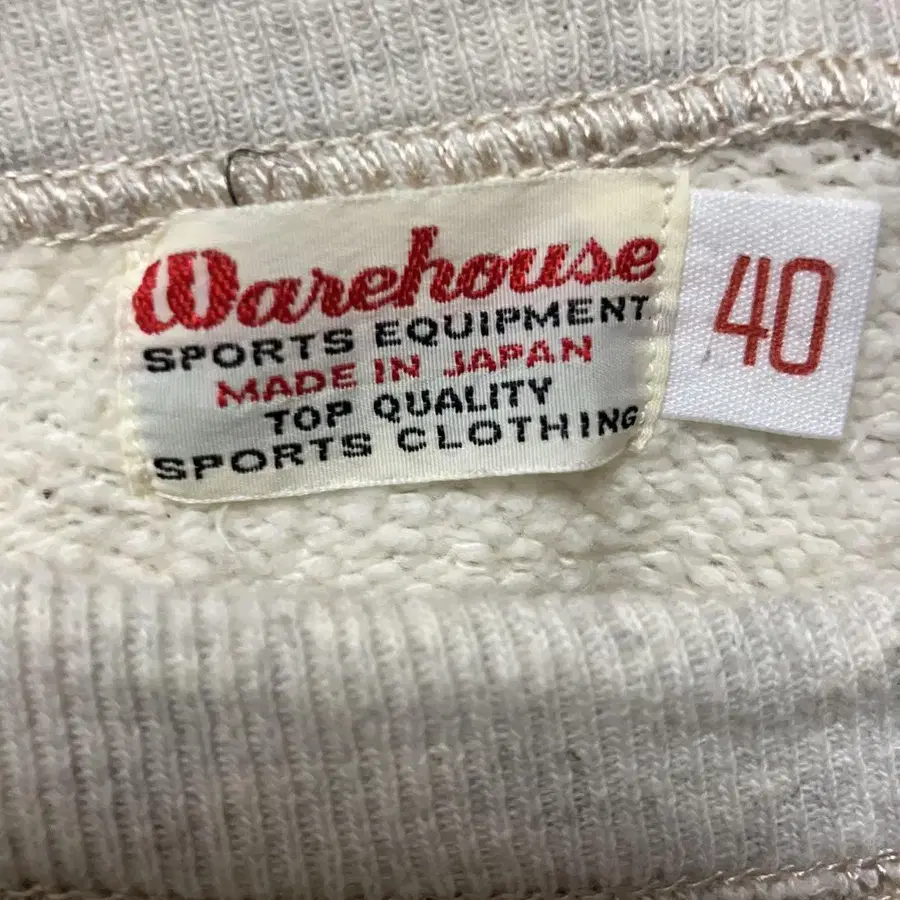 Warehouse
SPORTS EQUIPMENT
MADE IN JAPAN
TOP QUALITY
SPORTS CLOTHING
40